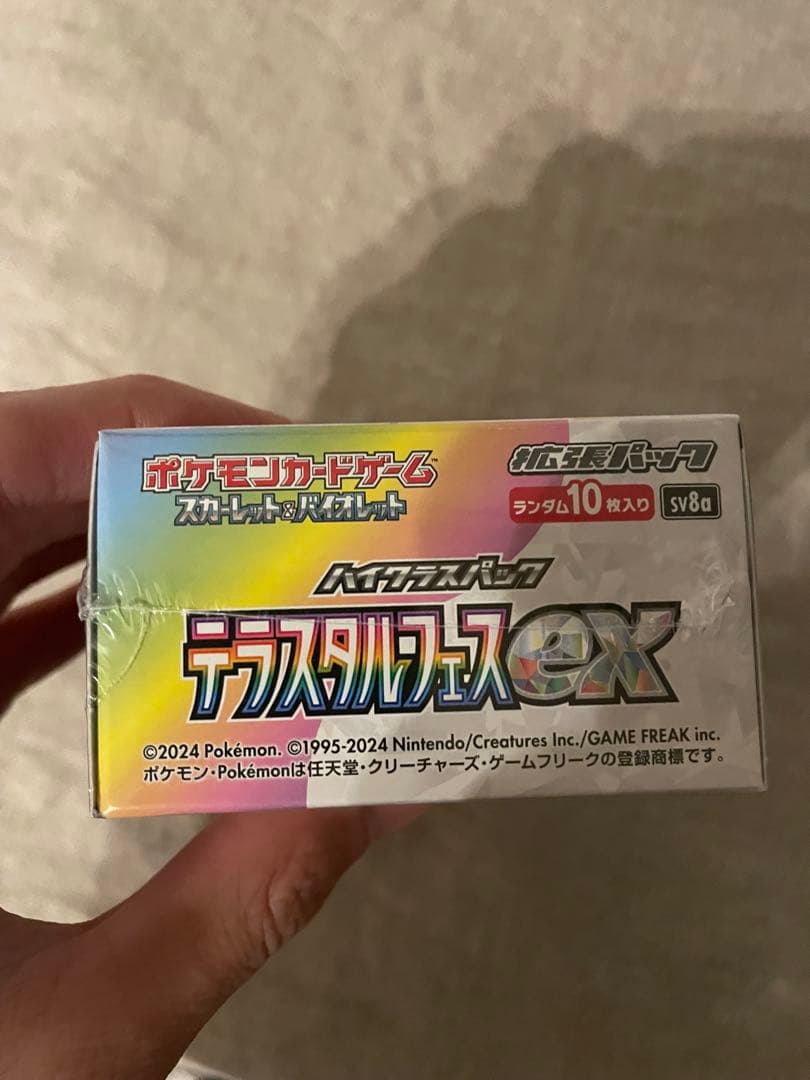 ポケモンカードゲーム™
スカーレット&バイオレット
拡張パック
ランダム10枚入り SV8a
ハイクラスパック
テラスタルフェスex
©2024 Pokémon. ©1995-2024 Nintendo/Creatures Inc./GAME FREAK inc.
ポケモン・Pokémonは任天堂・クリーチャーズ・ゲームフリークの登録商標です。